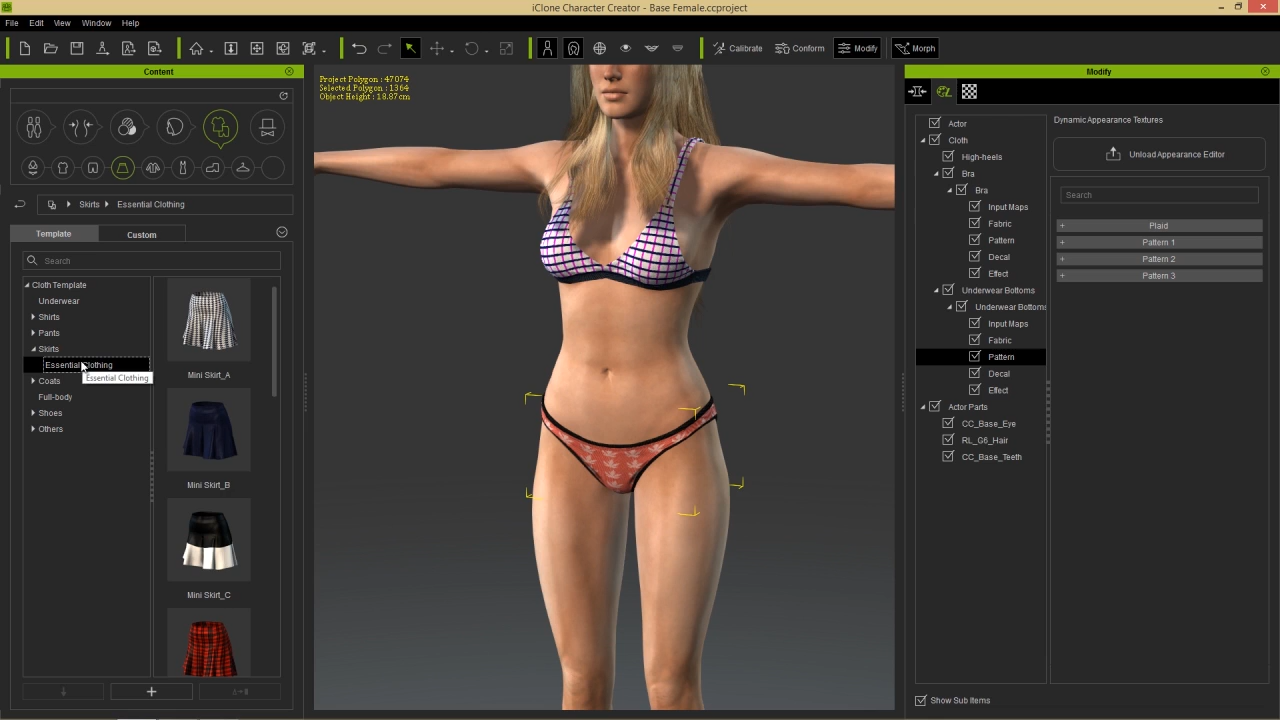 iClone Character Creator - Base Female.ccproject
File Edit View Window Help
Calibrate Conform Modify Morph
Content
Skirts Essential Clothing
Template Custom
Search
Cloth Template
Underwear
Shirts
Pants
Skirts
Essential Clothing
Essential Clothing
Coats
Full-body
Shoes
Others
Mini Skirt_A
Mini Skirt_B
Mini Skirt_C
Project Polygon : 47074
Selected Polygon : 1364
Object Height : 18.87cm
Modify
Actor
Cloth
High-heels
Bra
Bra
Input Maps
Fabric
Pattern
Decal
Effect
Underwear Bottoms
Underwear Bottoms
Input Maps
Fabric
Pattern
Decal
Effect
Actor Parts
CC_Base_Eye
RL_G6_Hair
CC_Base_Teeth
Show Sub Items
Dynamic Appearance Textures
Unload Appearance Editor
Search
+ Plaid
+ Pattern 1
+ Pattern 2
+ Pattern 3